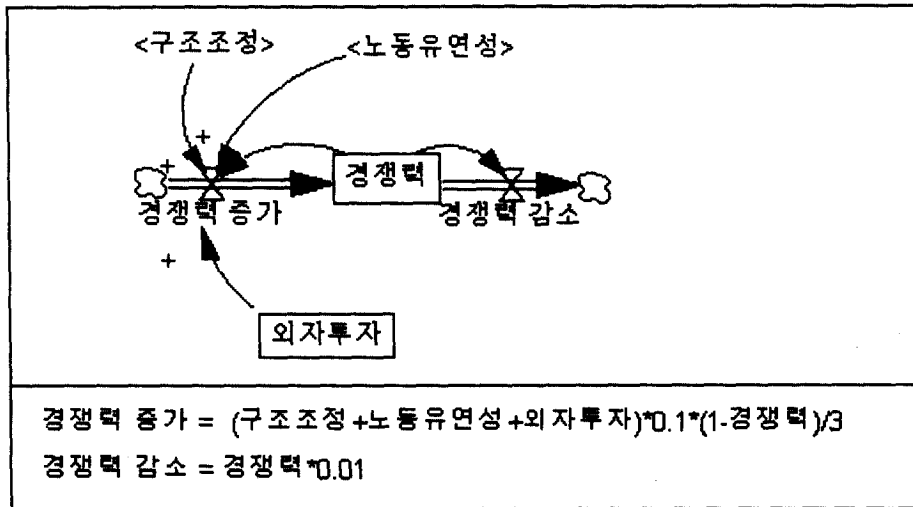 <구조조정> <노동유연성>
+
+
경쟁력
경쟁력 증가 경쟁력 감소
+
외자투자
경쟁력 증가 = (구조조정+노동유연성+외자투자)*0.1*(1-경쟁력)/3
경쟁력 감소 = 경쟁력*0.01